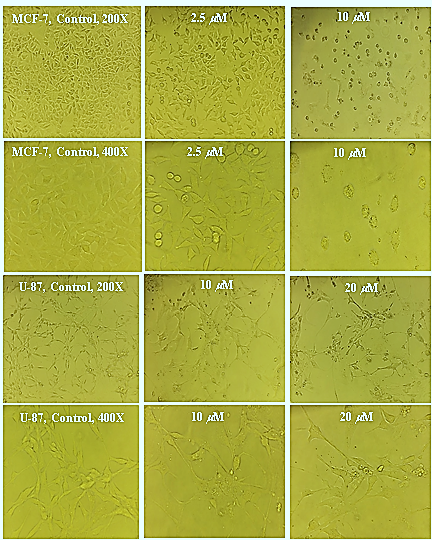 MCF-7, Control, 200X
2.5 µM
10 µM
MCF-7, Control, 400X
2.5 µM
10 µM
U-87, Control, 200X
10 µM
20 µM
U-87, Control, 400X
10 µM
20 µM